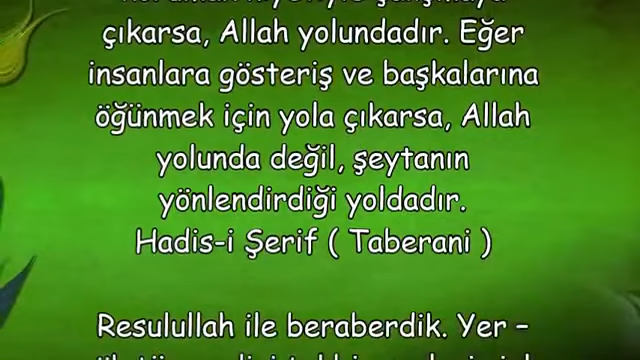 çıkarsa, Allah yolundadır. Eğer
insanlara gösteriş ve başkalarına
öğünmek için yola çıkarsa, Allah
yolunda değil, şeytanın
yönlendirdiği yoldadır.
Hadis-i Şerif ( Taberani )
Resulullah ile beraberdik. Yer –